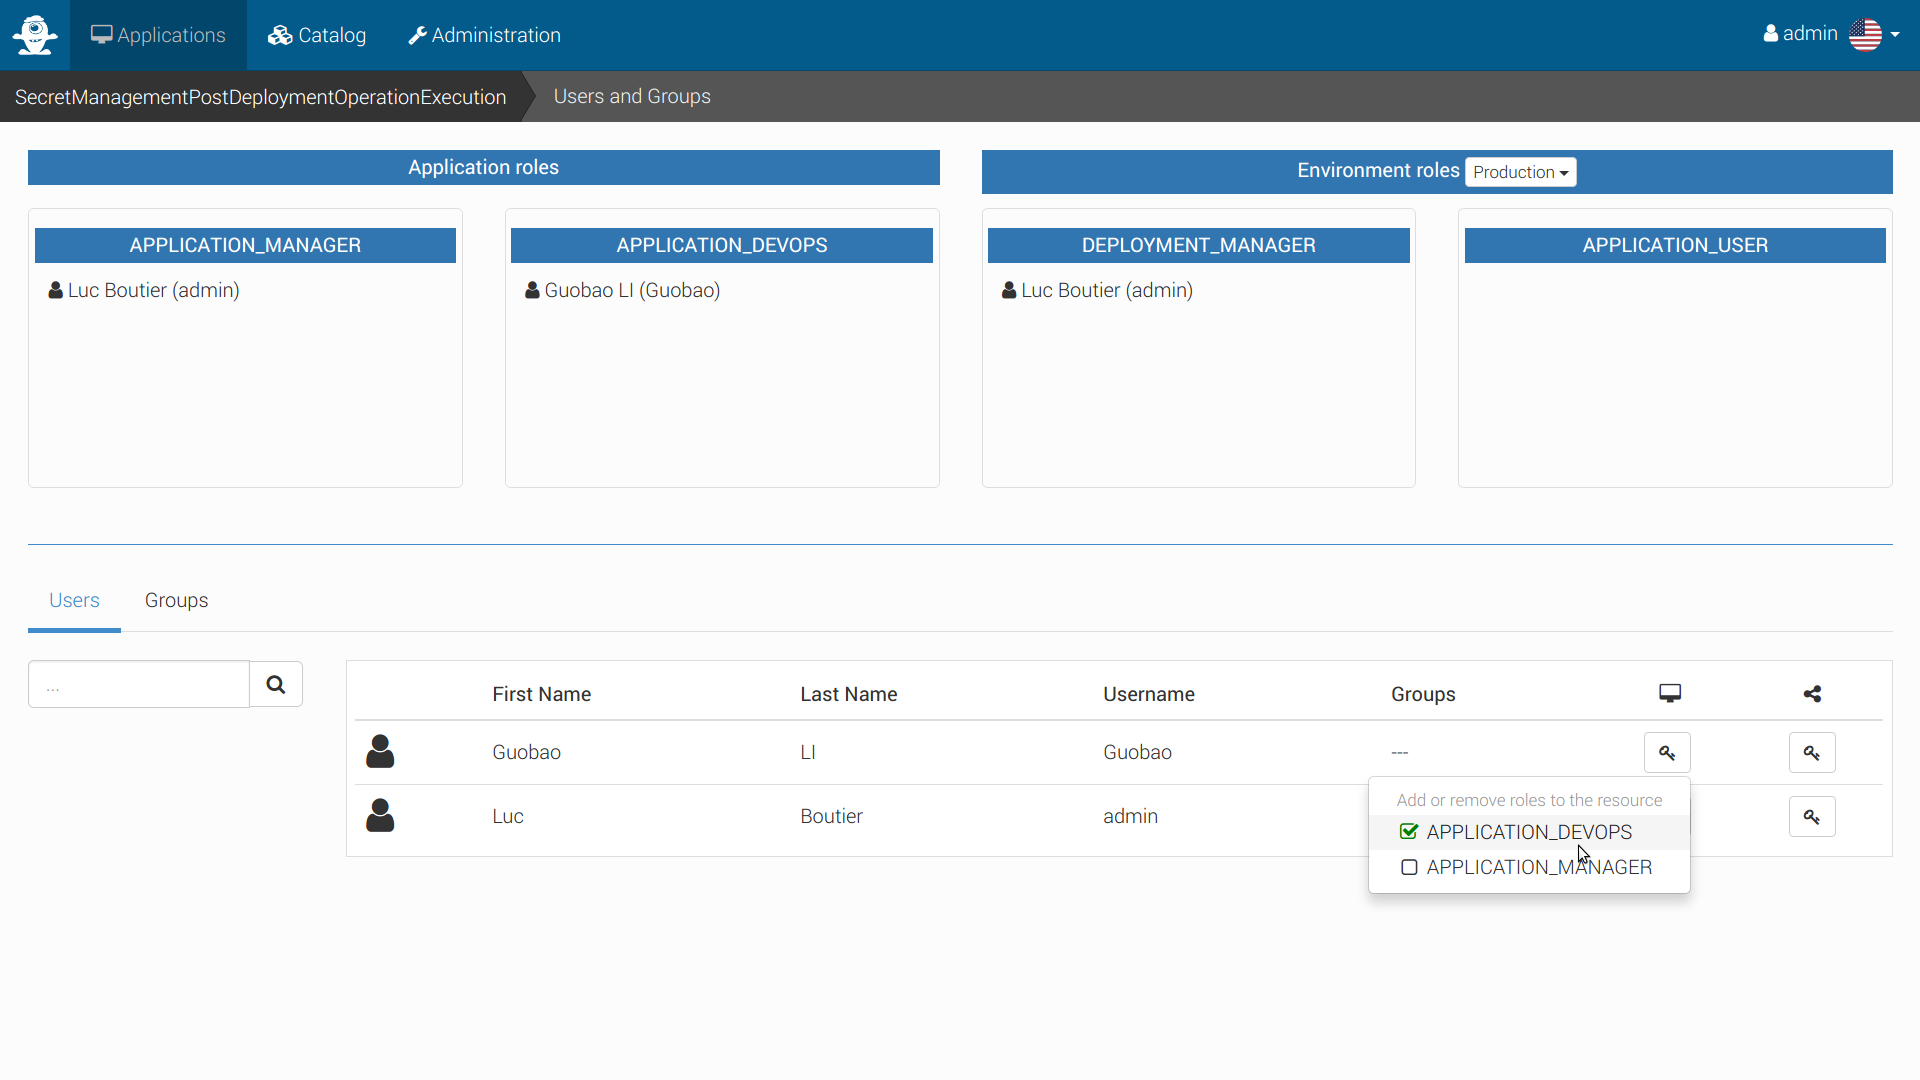 Applications
Catalog
Administration
admin
SecretManagementPostDeploymentOperationExecution
Users and Groups
Application roles
Environment roles
Production
APPLICATION_MANAGER
APPLICATION_DEVOPS
DEPLOYMENT_MANAGER
APPLICATION_USER
Luc Boutier (admin)
Guobao LI (Guobao)
Luc Boutier (admin)
Users
Groups
...
First Name
Last Name
Username
Groups
Guobao
LI
Guobao
---
Luc
Boutier
admin
Add or remove roles to the resource
APPLICATION_DEVOPS
APPLICATION_MANAGER